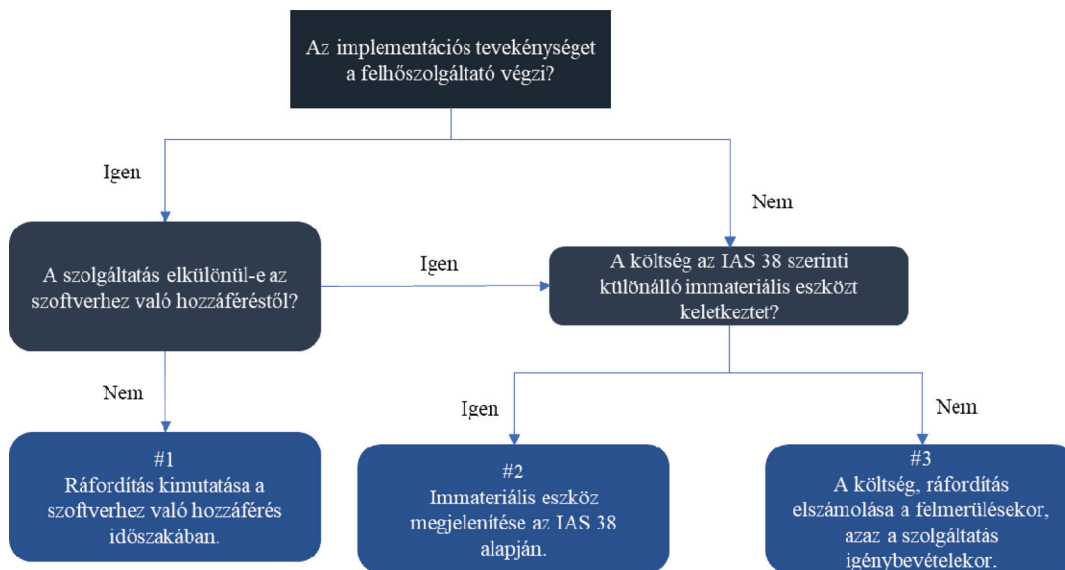 Az implementációs tevekénységet
a felhőszolgáltató végzi?
Igen
Nem
A szolgáltatás elkülönül-e az
szoftverhez való hozzáféréstől?
Igen
A költség az IAS 38 szerinti
különálló immateriális eszközt
keletkeztet?
Nem
Igen
Nem
#1
Ráfordítás kimutatása a
szoftverhez való hozzáférés
időszakában.
#2
Immateriális eszköz
megjelenítése az IAS 38
alapján.
#3
A költség, ráfordítás
elszámolása a felmerülésekor,
azaz a szolgáltatás
igénybevételekor.